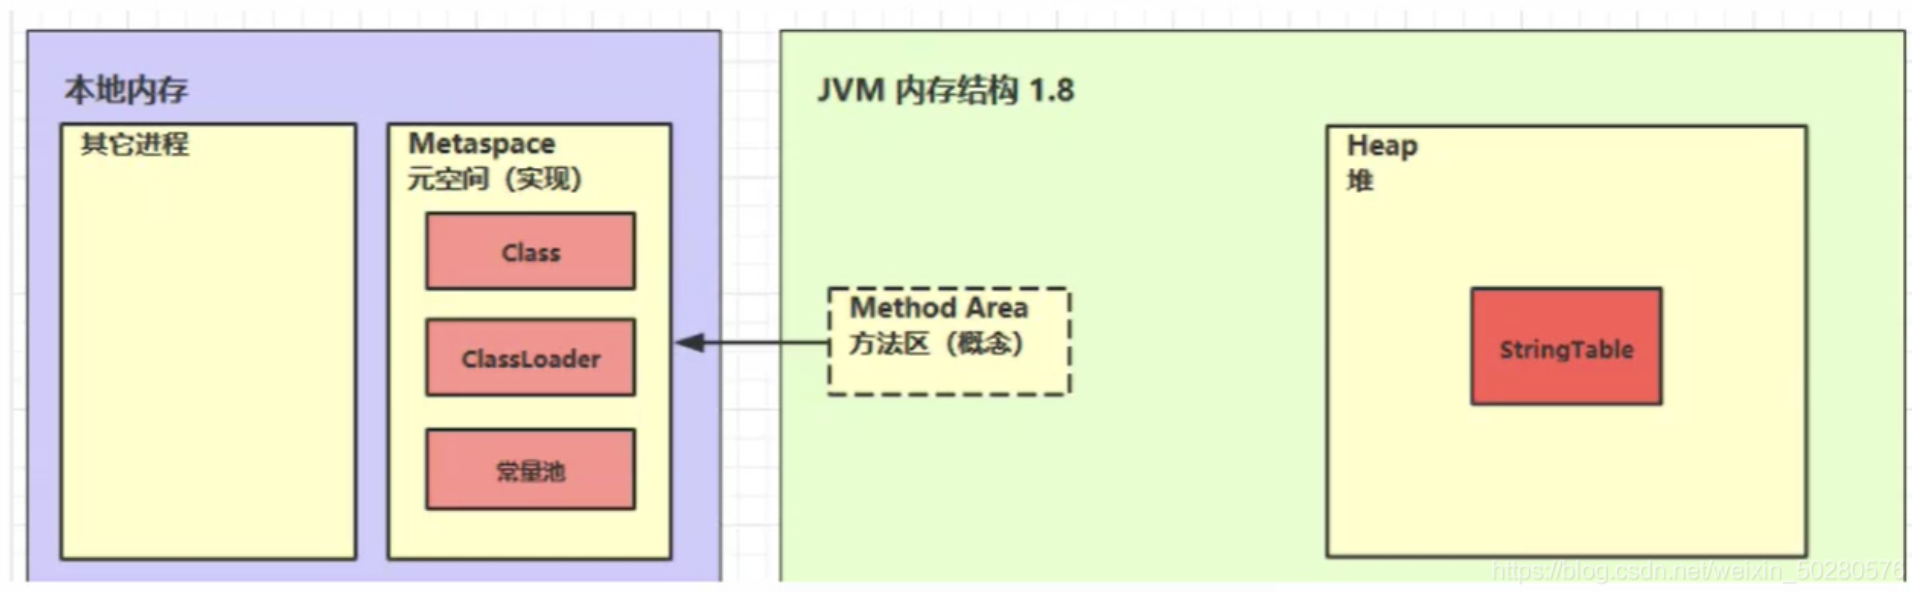 本地内存
其它进程
Metaspace
元空间（实现）
Class
ClassLoader
常量池
JVM 内存结构 1.8
Method Area
方法区（概念）
Heap
堆
StringTable
https://blog.csdn.net/weixin_50280576